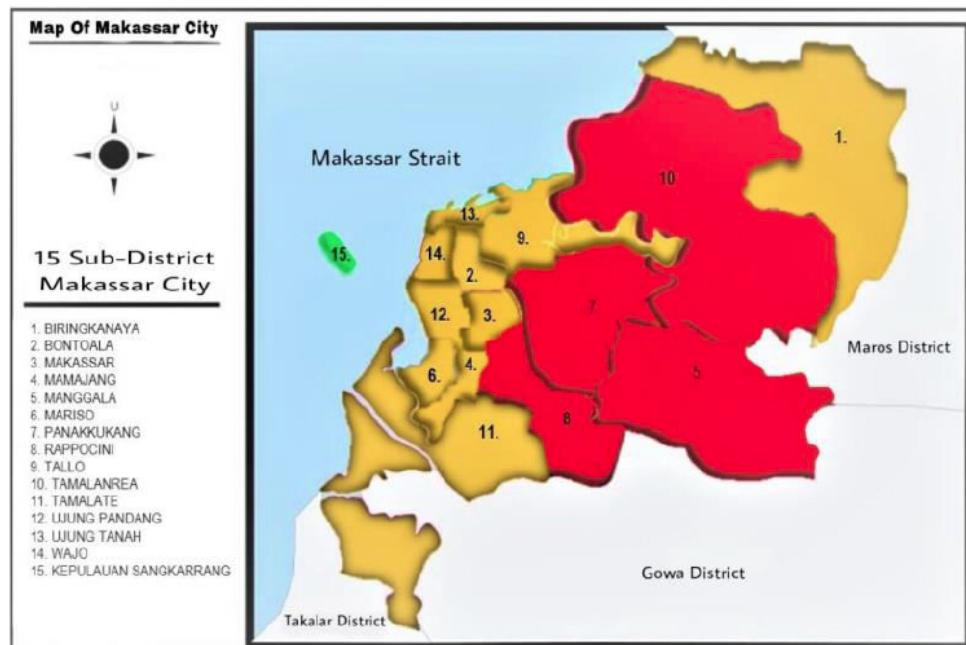 Map Of Makassar City
U
15 Sub-District
Makassar City
1. BIRINGKANAYA
2. BONTOALA
3. MAKASSAR
4. MAMAJANG
5. MANGGALA
6. MARISO
7. PANAKKUKANG
8. RAPPOCINI
9. TALLO
10. TAMALANREA
11. TAMALATE
12. UJUNG PANDANG
13. UJUNG TANAH
14. WAJO
15. KEPULAUAN SANGKARRANG
Makassar Strait
1.
10
13.
9.
14.
15.
2.
12.
3.
7
4.
6.
5
8
11.
Maros District
Gowa District
Takalar District